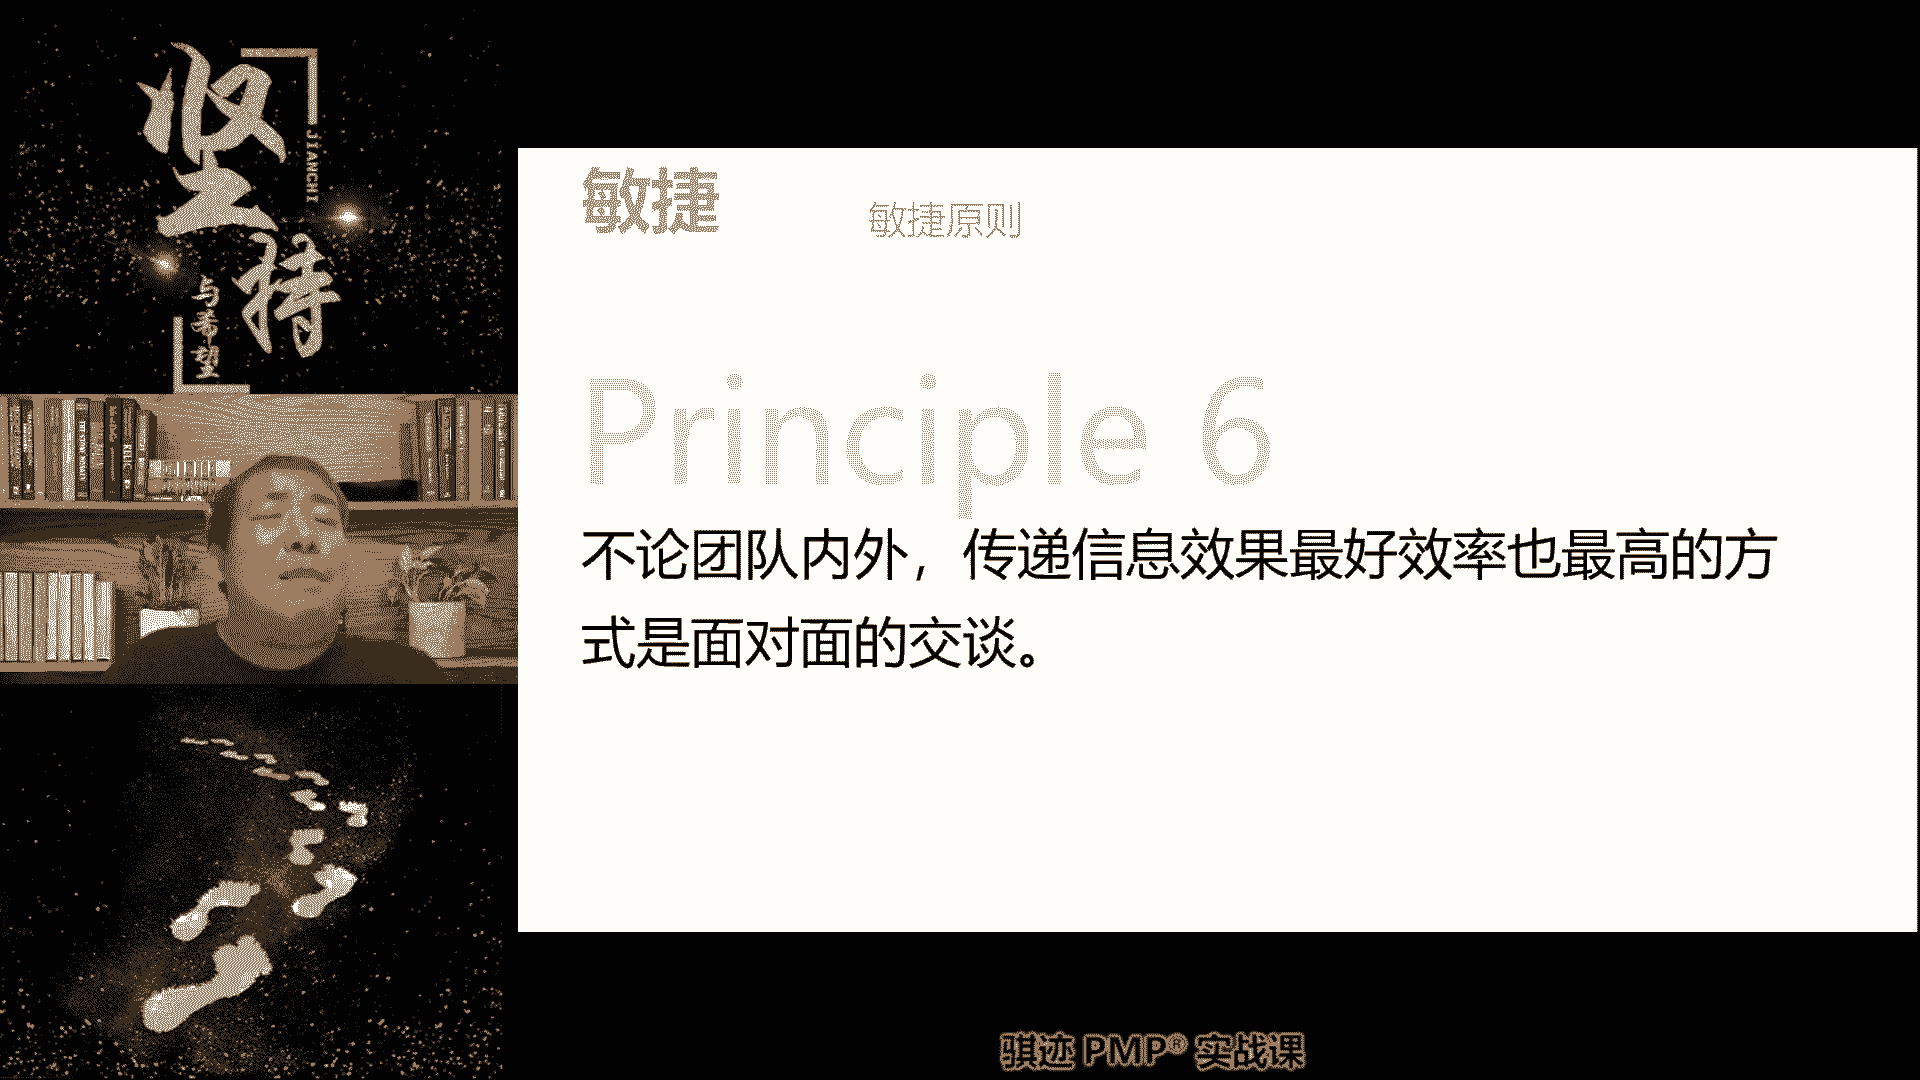 坚持
JIANCHI
与希望
敏捷
敏捷原则
Principle 6
不论团队内外，传递信息效果最好效率也最高的方
式是面对面的交谈。
骐迹 PMP® 实战课